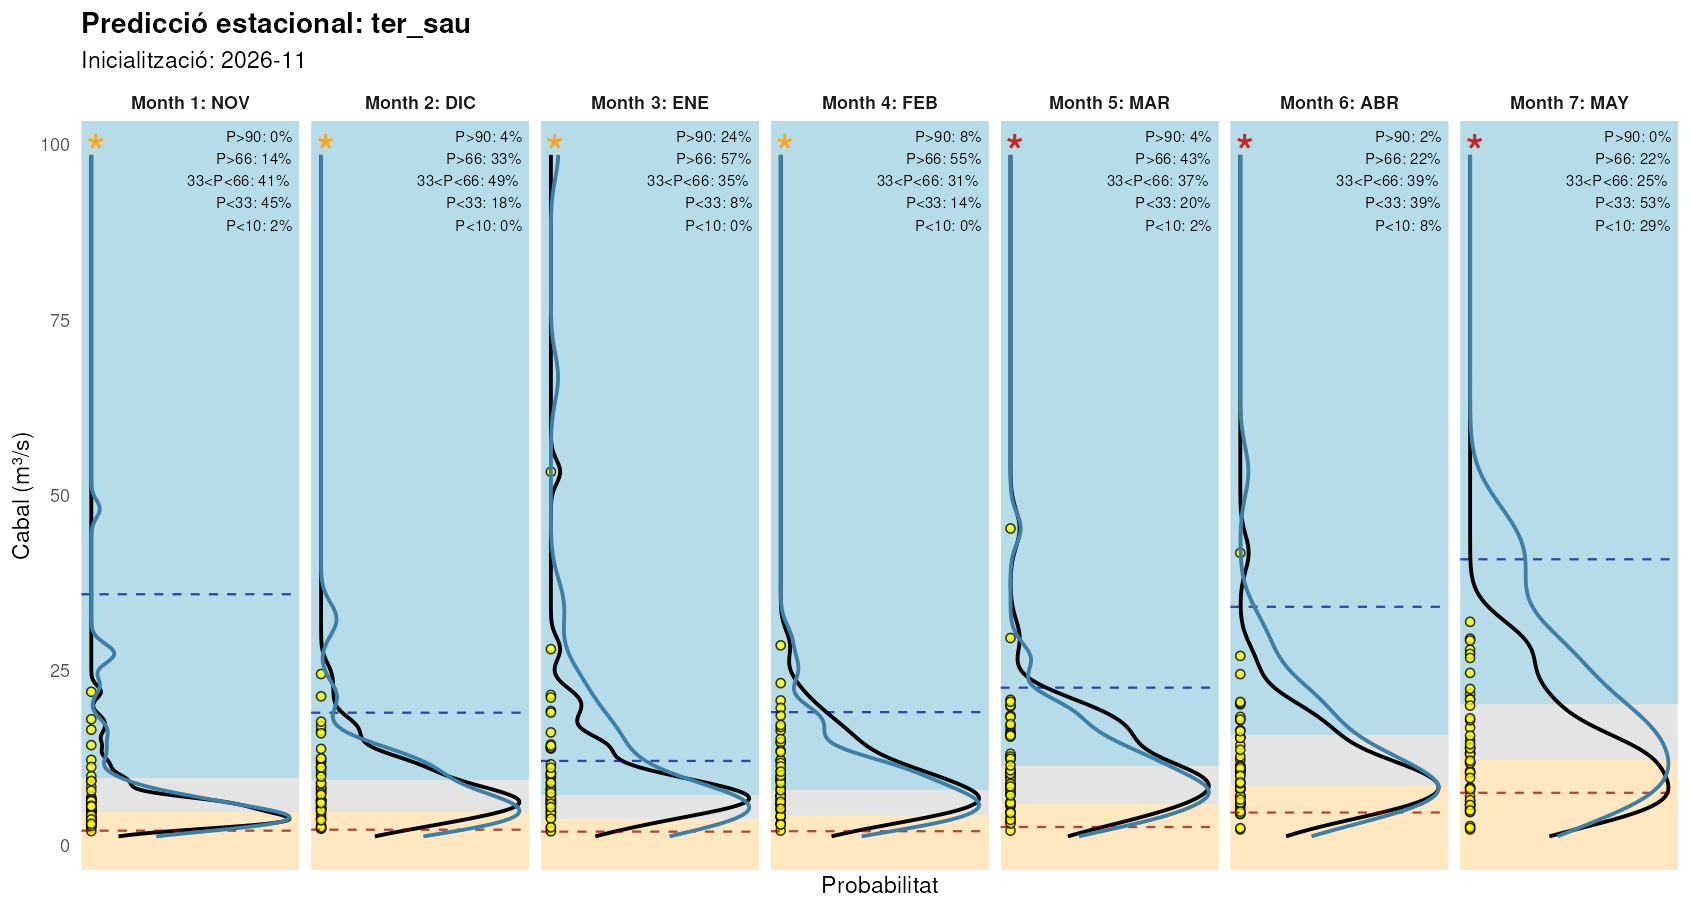 Predicció estacional: ter_sau
Inicialització: 2026-11
Month 1: NOV
Month 2: DIC
Month 3: ENE
Month 4: FEB
Month 5: MAR
Month 6: ABR
Month 7: MAY
P>90: 0%
P>66: 14%
33<P<66: 41%
P<33: 45%
P<10: 2%
P>90: 4%
P>66: 33%
33<P<66: 49%
P<33: 18%
P<10: 0%
P>90: 24%
P>66: 57%
33<P<66: 35%
P<33: 8%
P<10: 0%
P>90: 8%
P>66: 55%
33<P<66: 31%
P<33: 14%
P<10: 0%
P>90: 4%
P>66: 43%
33<P<66: 37%
P<33: 20%
P<10: 2%
P>90: 2%
P>66: 22%
33<P<66: 39%
P<33: 39%
P<10: 8%
P>90: 0%
P>66: 22%
33<P<66: 25%
P<33: 53%
P<10: 29%
100
75
50
25
0
Cabal (m³/s)
Probabilitat